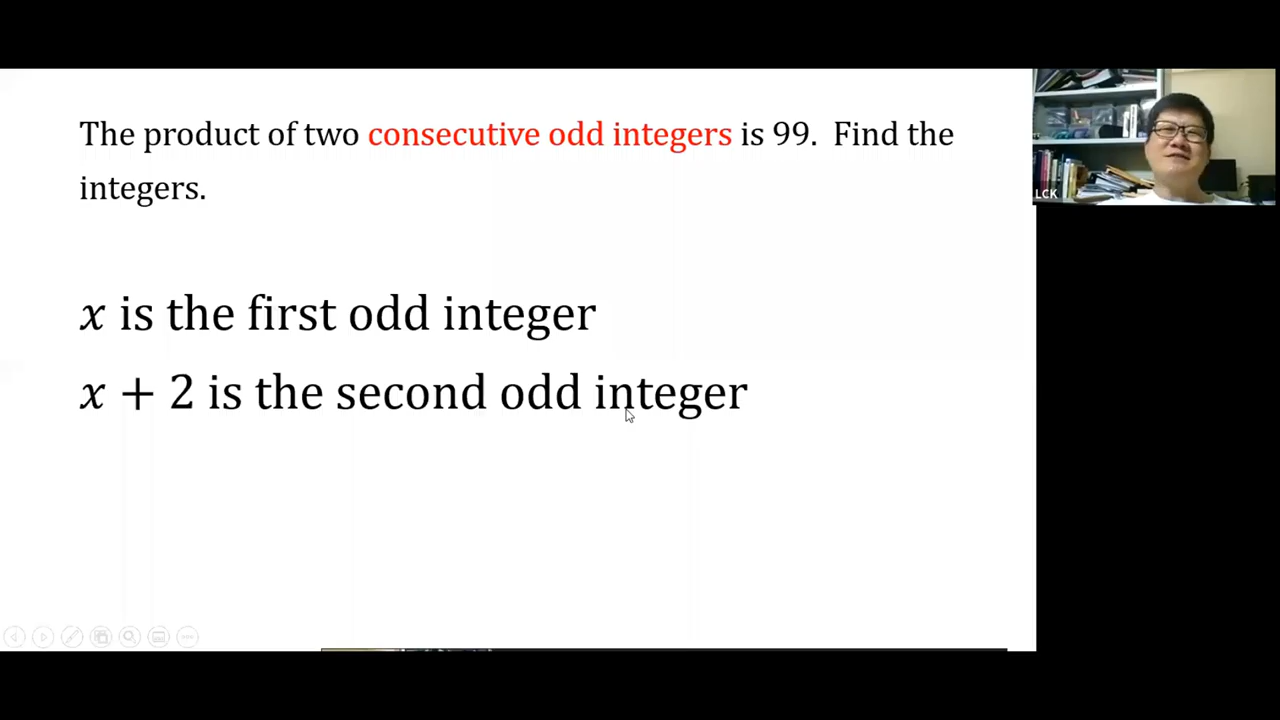 The product of two consecutive odd integers is 99. Find the
integers.
x is the first odd integer
x + 2 is the second odd integer
LCK